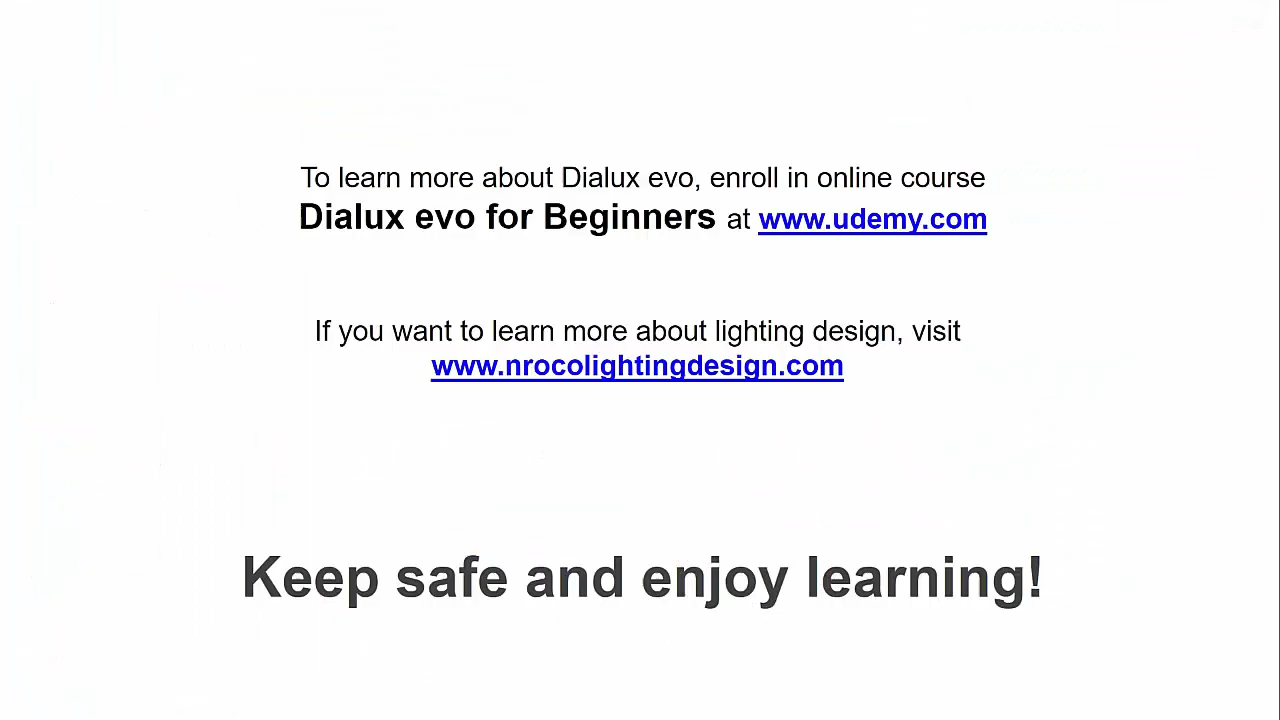 To learn more about Dialux evo, enroll in online course
Dialux evo for Beginners at www.udemy.com
If you want to learn more about lighting design, visit
www.nrocolightingdesign.com
Keep safe and enjoy learning!